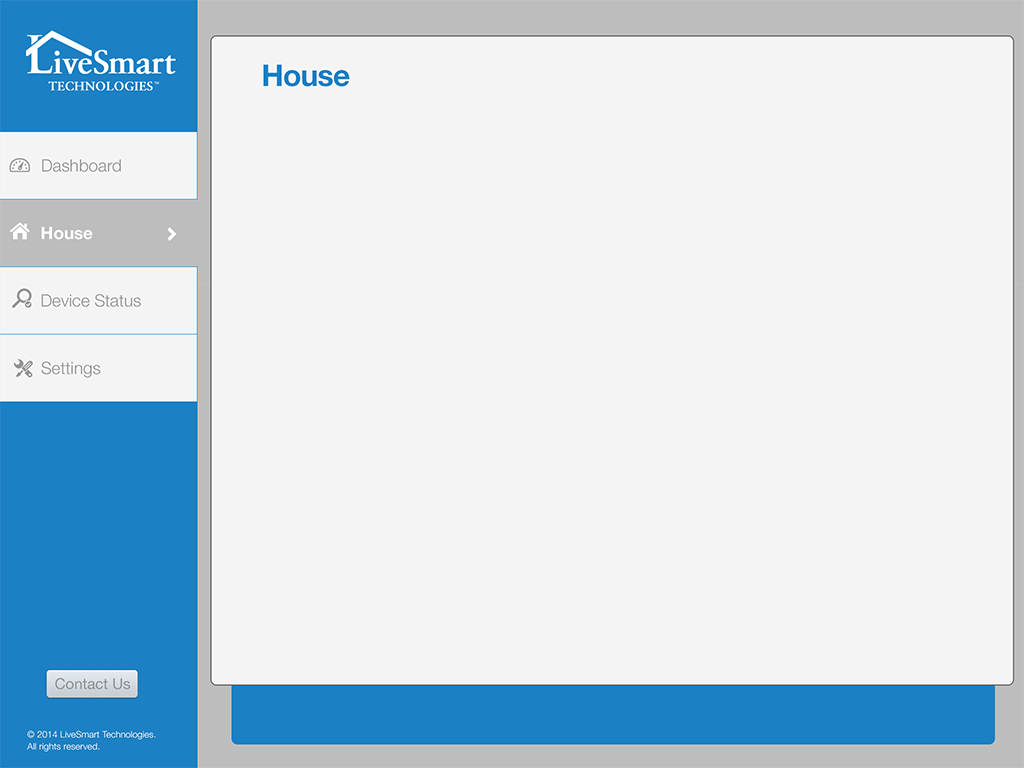 LiveSmart
TECHNOLOGIES™
House
Dashboard
House
Device Status
Settings
Contact Us
© 2014 LiveSmart Technologies.
All rights reserved.